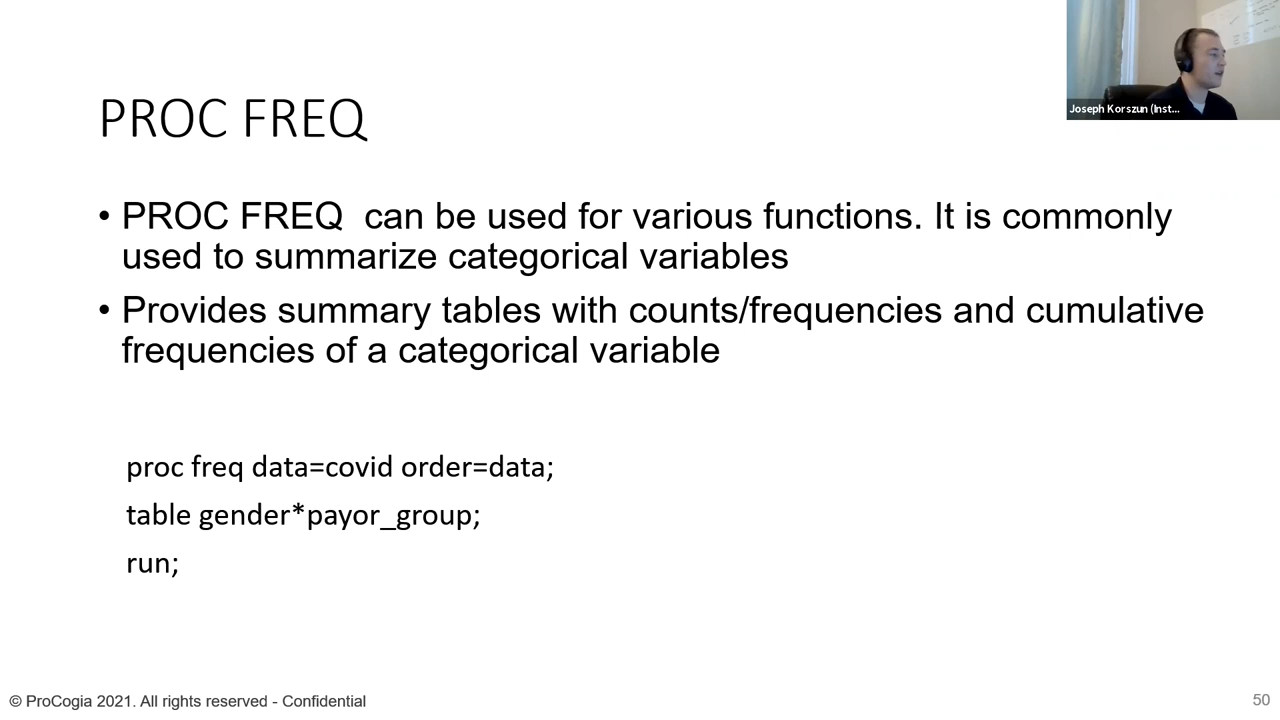 Joseph Korszun (Inst...
PROC FREQ
• PROC FREQ  can be used for various functions. It is commonly
used to summarize categorical variables
• Provides summary tables with counts/frequencies and cumulative
frequencies of a categorical variable
proc freq data=covid order=data;
table gender*payor_group;
run;
© ProCogia 2021. All rights reserved - Confidential
50